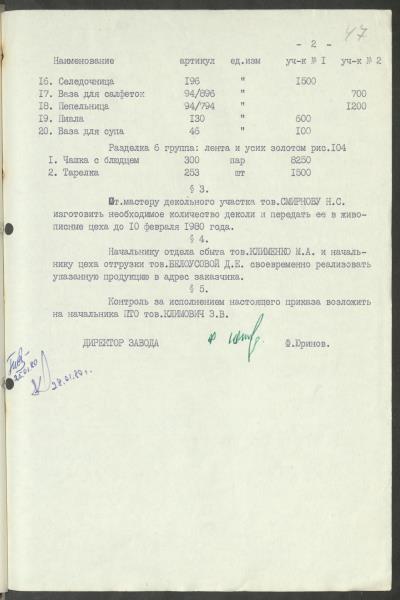 47
- 2 -
Наименование артикул ед.изм уч-к № I уч-к № 2
I6. Селедочница I96 " I500
I7. Ваза для салфеток 94/896 " 700
I8. Пепельница 94/794 " I200
I9. Пиала I30 " 600
20. Ваза для супа 46 " I00
Разделка 6 группа: лента и усик золотом рис.I04
I. Чашка с блюдцем 300 пар 8250
2. Тарелка 253 шт I500
§ 3.
Ст.мастеру декольного участка тов.СМИРНОВУ Н.С.
изготовить необходимое количество деколи и передать ее в живо-
писные цеха до IO февраля I980 года.
§ 4.
Начальнику отдела сбыта тов.КЛИМЕНКО М.А. и началь-
нику цеха отгрузки тов.БЕЛОУСОВОЙ Д.Е. своевременно реализовать
указанную продукцию в адрес заказчика.
§ 5.
Контроль за исполнением настоящего приказа возложить
на начальника ПТО тов.КЛИМОВИЧ З.В.
ДИРЕКТОР ЗАВОДА Ф.Юринов.
28.01.80г.